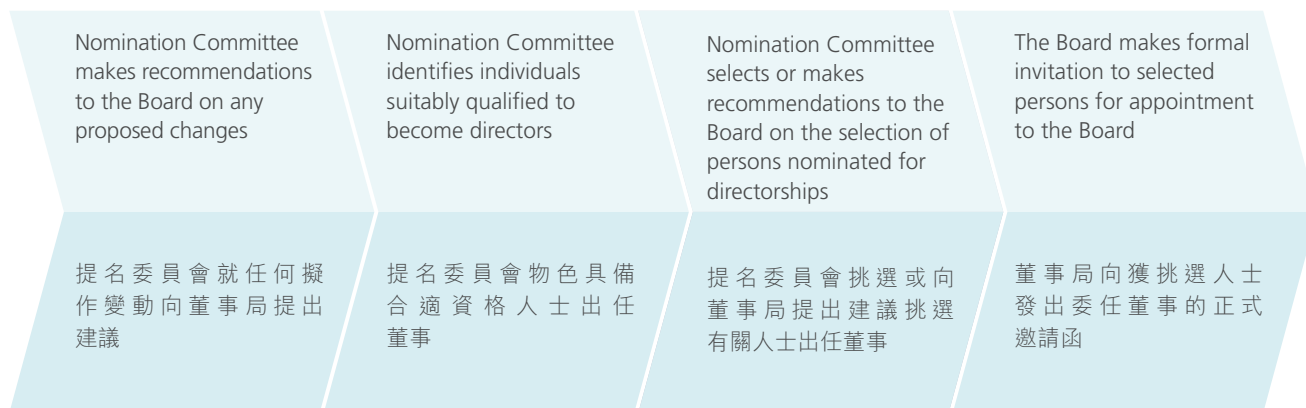 Nomination Committee
makes recommendations
to the Board on any
proposed changes
提名委員會就任何擬
作變動向董事局提出
建議
Nomination Committee
identifies individuals
suitably qualified to
become directors
提名委員會物色具備
合適資格人士出任
董事
Nomination Committee
selects or makes
recommendations to the
Board on the selection of
persons nominated for
directorships
提名委員會挑選或向
董事局提出建議挑選
有關人士出任董事
The Board makes formal
invitation to selected
persons for appointment
to the Board
董事局向獲挑選人士
發出委任董事的正式
邀請函